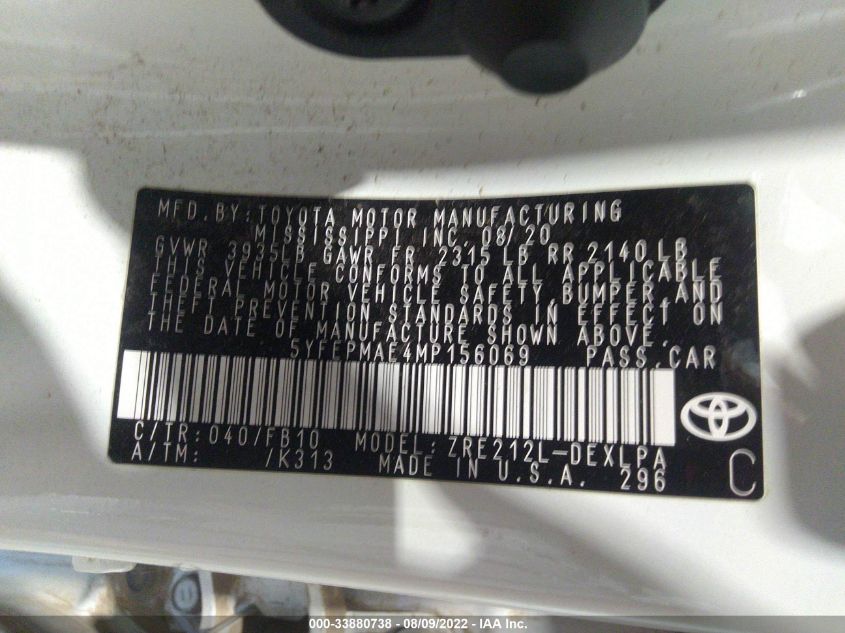 MFD.BY:TOYOTA MOTOR MANUFACTURING
MISSISSIPPI INC. 08/20
GVWR 3935LB GAWR FR 2315 LB RR 2140 LB
THIS VEHICLE CONFORMS TO ALL APPLICABLE
FEDERAL MOTOR VEHICLE SAFETY,BUMPER,AND
THEFT PREVENTION STANDARDS IN EFFECT ON
THE DATE OF MANUFACTURE SHOWN ABOVE.
5YFEPMAE4MP156069 PASS.CAR
C/TR:040/FB10 MODEL:ZRE212L-DEXLPA
A/TM: /K313 MADE IN U.S.A. 296
C
000-33880738 - 08/09/2022 - IAA Inc.